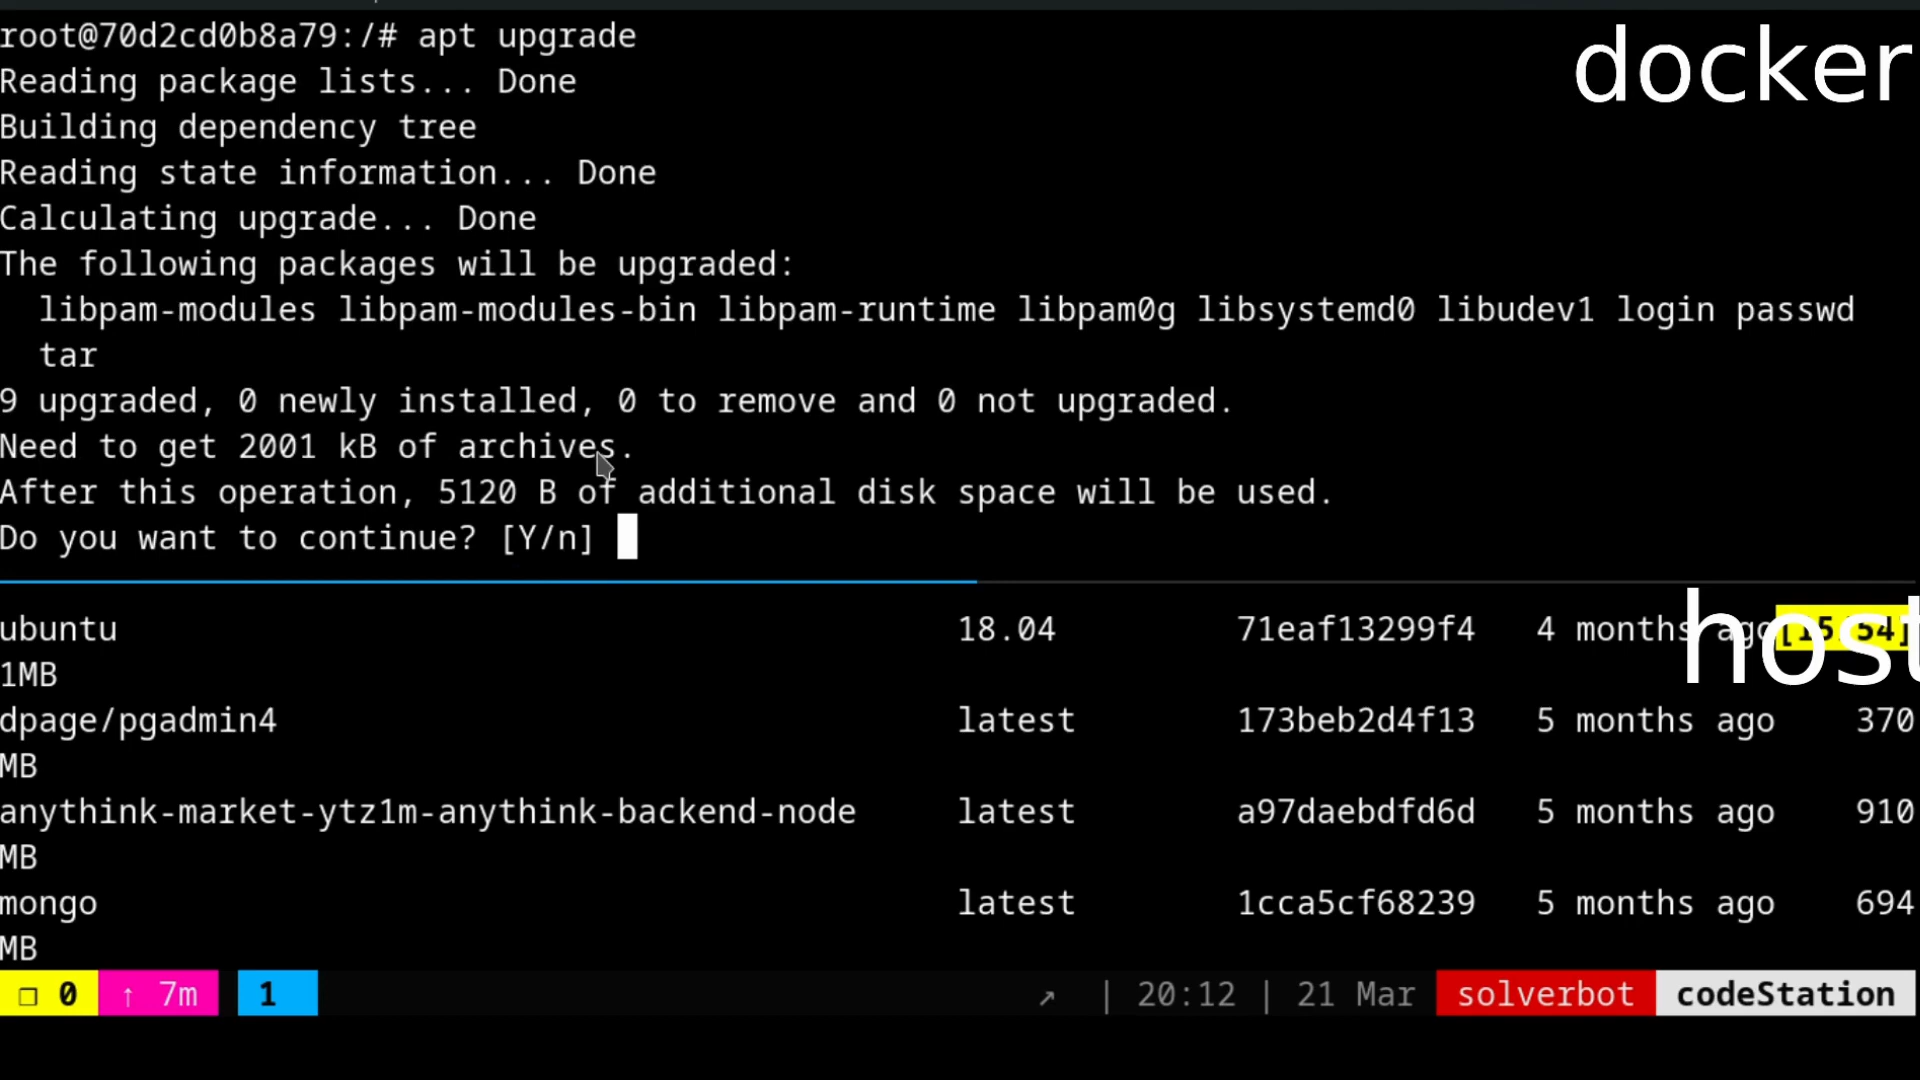 root@70d2cd0b8a79:/# apt upgrade
docker
Reading package lists... Done
Building dependency tree
Reading state information... Done
Calculating upgrade... Done
The following packages will be upgraded:
libpam-modules libpam-modules-bin libpam-runtime libpam0g libsystemd0 libudev1 login passwd
tar
9 upgraded, 0 newly installed, 0 to remove and 0 not upgraded.
Need to get 2001 kB of archives.
After this operation, 5120 B of additional disk space will be used.
Do you want to continue? [Y/n]
ubuntu 18.04 71eaf13299f4 4 months ago
host
1MB
dpage/pgadmin4 latest 173beb2d4f13 5 months ago 370
MB
anythink-market-ytz1m-anythink-backend-node latest a97daebdfd6d 5 months ago 910
MB
mongo latest 1cca5cf68239 5 months ago 694
MB
❐ 0 ↑ 7m 1 ↗ | 20:12 | 21 Mar solverbot codeStation